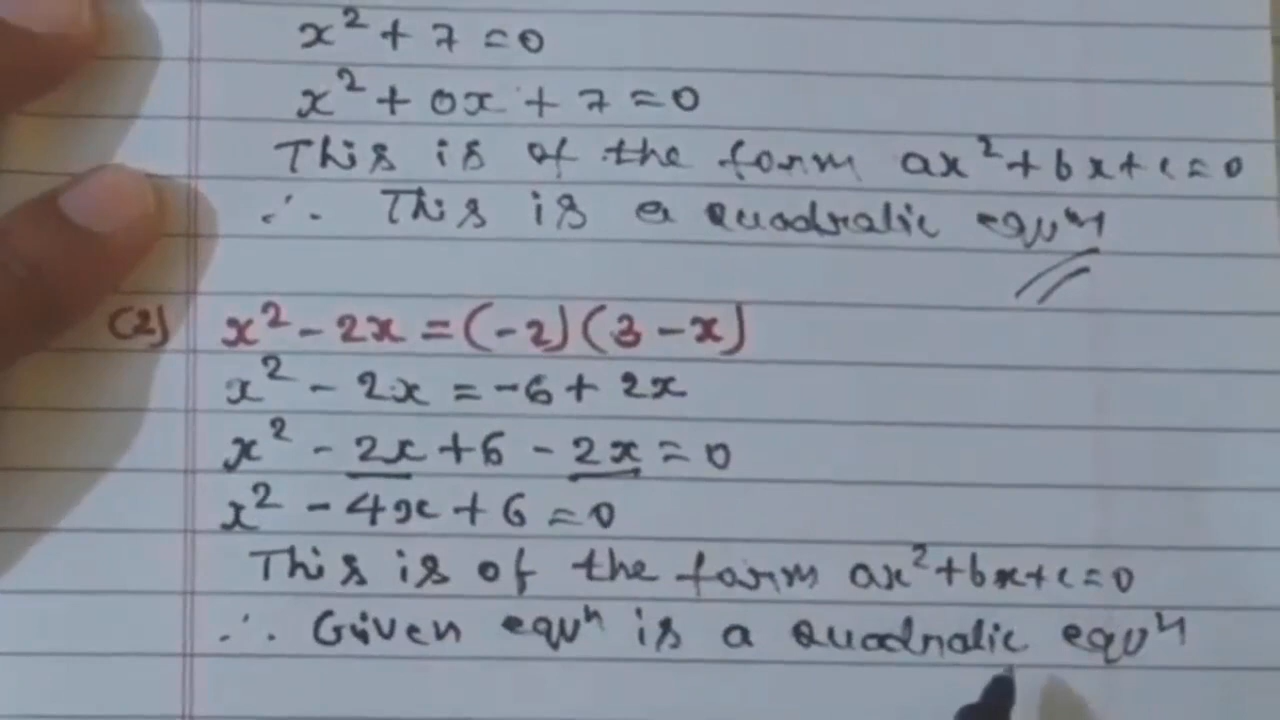 x² + 7 = 0
x² + 0x + 7 = 0
This is of the form ax² + bx + c = 0
∴ This is a quadratic equⁿ
(2) x² - 2x = (-2)(3 - x)
x² - 2x = -6 + 2x
x² - 2x + 6 - 2x = 0
x² - 4x + 6 = 0
This is of the form ax² + bx + c = 0
∴ Given equⁿ is a quadratic equⁿ